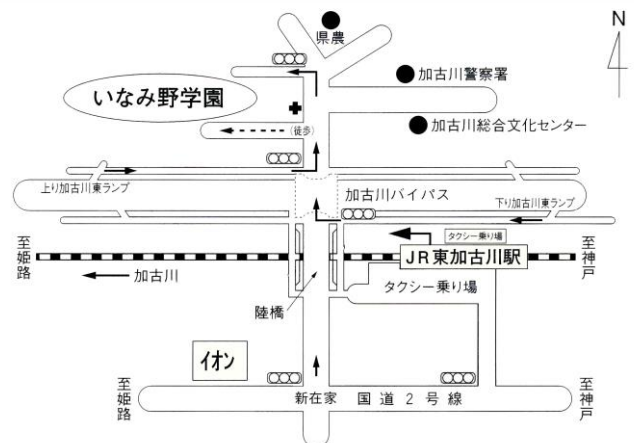 県農
N
加古川警察署
いなみ野学園
(徒歩)
加古川総合文化センター
上り加古川東ランプ
加古川バイパス
下り加古川東ランプ
至姫路
タクシー乗り場
至神戸
JR東加古川駅
加古川
タクシー乗り場
陸橋
イオン
至姫路
新在家
国道2号線
至神戸